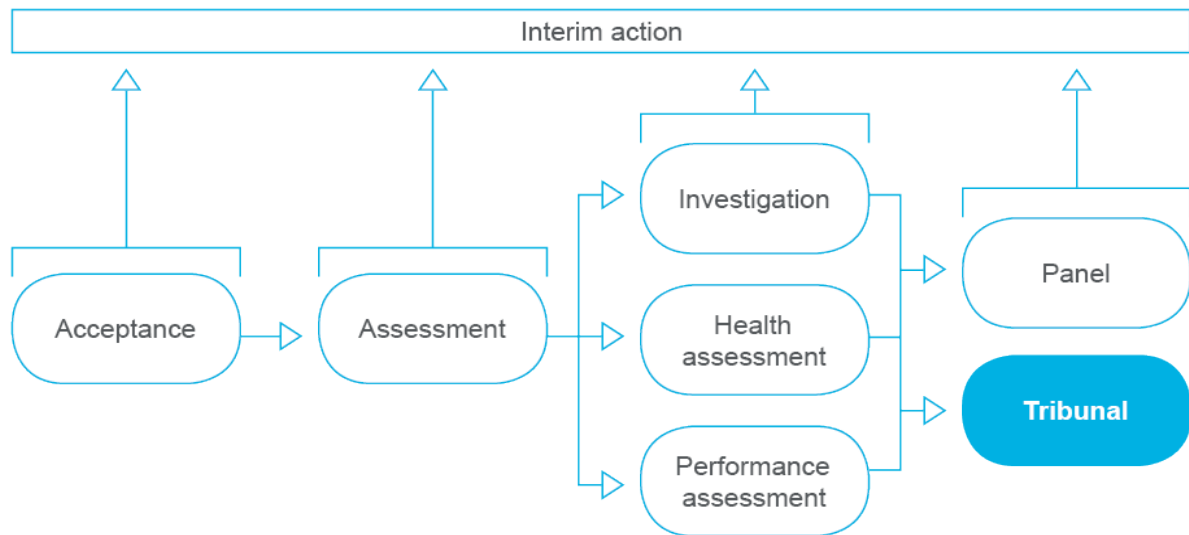 Interim action
Acceptance
Assessment
Investigation
Health
assessment
Performance
assessment
Panel
Tribunal